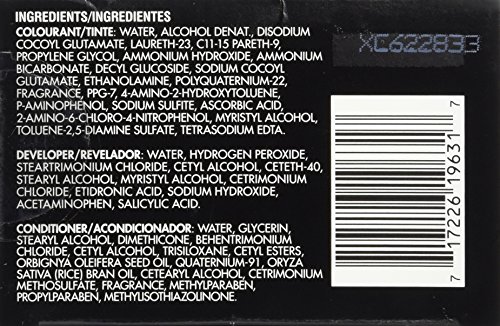 INGREDIENTS/INGREDIENTES
COLOURANT/TINTE: WATER, ALCOHOL DENAT., DISODIUM
COCOYL GLUTAMATE, LAURETH-23, C11-15 PARETH-9,
PROPYLENE GLYCOL, AMMONIUM HYDROXIDE, AMMONIUM
BICARBONATE, DECYL GLUCOSIDE, SODIUM COCOYL
GLUTAMATE, ETHANOLAMINE, POLYQUATERNIUM-22,
FRAGRANCE, PPG-7, 4-AMINO-2-HYDROXYTOLUENE,
P-AMINOPHENOL, SODIUM SULFITE, ASCORBIC ACID,
2-AMINO-6-CHLORO-4-NITROPHENOL, MYRISTYL ALCOHOL,
TOLUENE-2,5-DIAMINE SULFATE, TETRASODIUM EDTA.
DEVELOPER/REVELADOR: WATER, HYDROGEN PEROXIDE,
STEARTRIMONIUM CHLORIDE, CETYL ALCOHOL, CETETH-40,
STEARYL ALCOHOL, MYRISTYL ALCOHOL, CETRIMONIUM
CHLORIDE, ETIDRONIC ACID, SODIUM HYDROXIDE,
ACETAMINOPHEN, SALICYLIC ACID.
CONDITIONER/ACONDICIONADOR: WATER, GLYCERIN,
STEARYL ALCOHOL, DIMETHICONE, BEHENTRIMONIUM
CHLORIDE, CETYL ALCOHOL, TRISILOXANE, CETYL ESTERS,
ORBIGNYA OLEIFERA SEED OIL, QUATERNIUM-91, ORYZA
SATIVA (RICE) BRAN OIL, CETEARYL ALCOHOL, CETRIMONIUM
METHOSULFATE, FRAGRANCE, METHYLPARABEN,
PROPYLPARABEN, METHYLISOTHIAZOLINONE.
XC622833
7 17226 19631 7